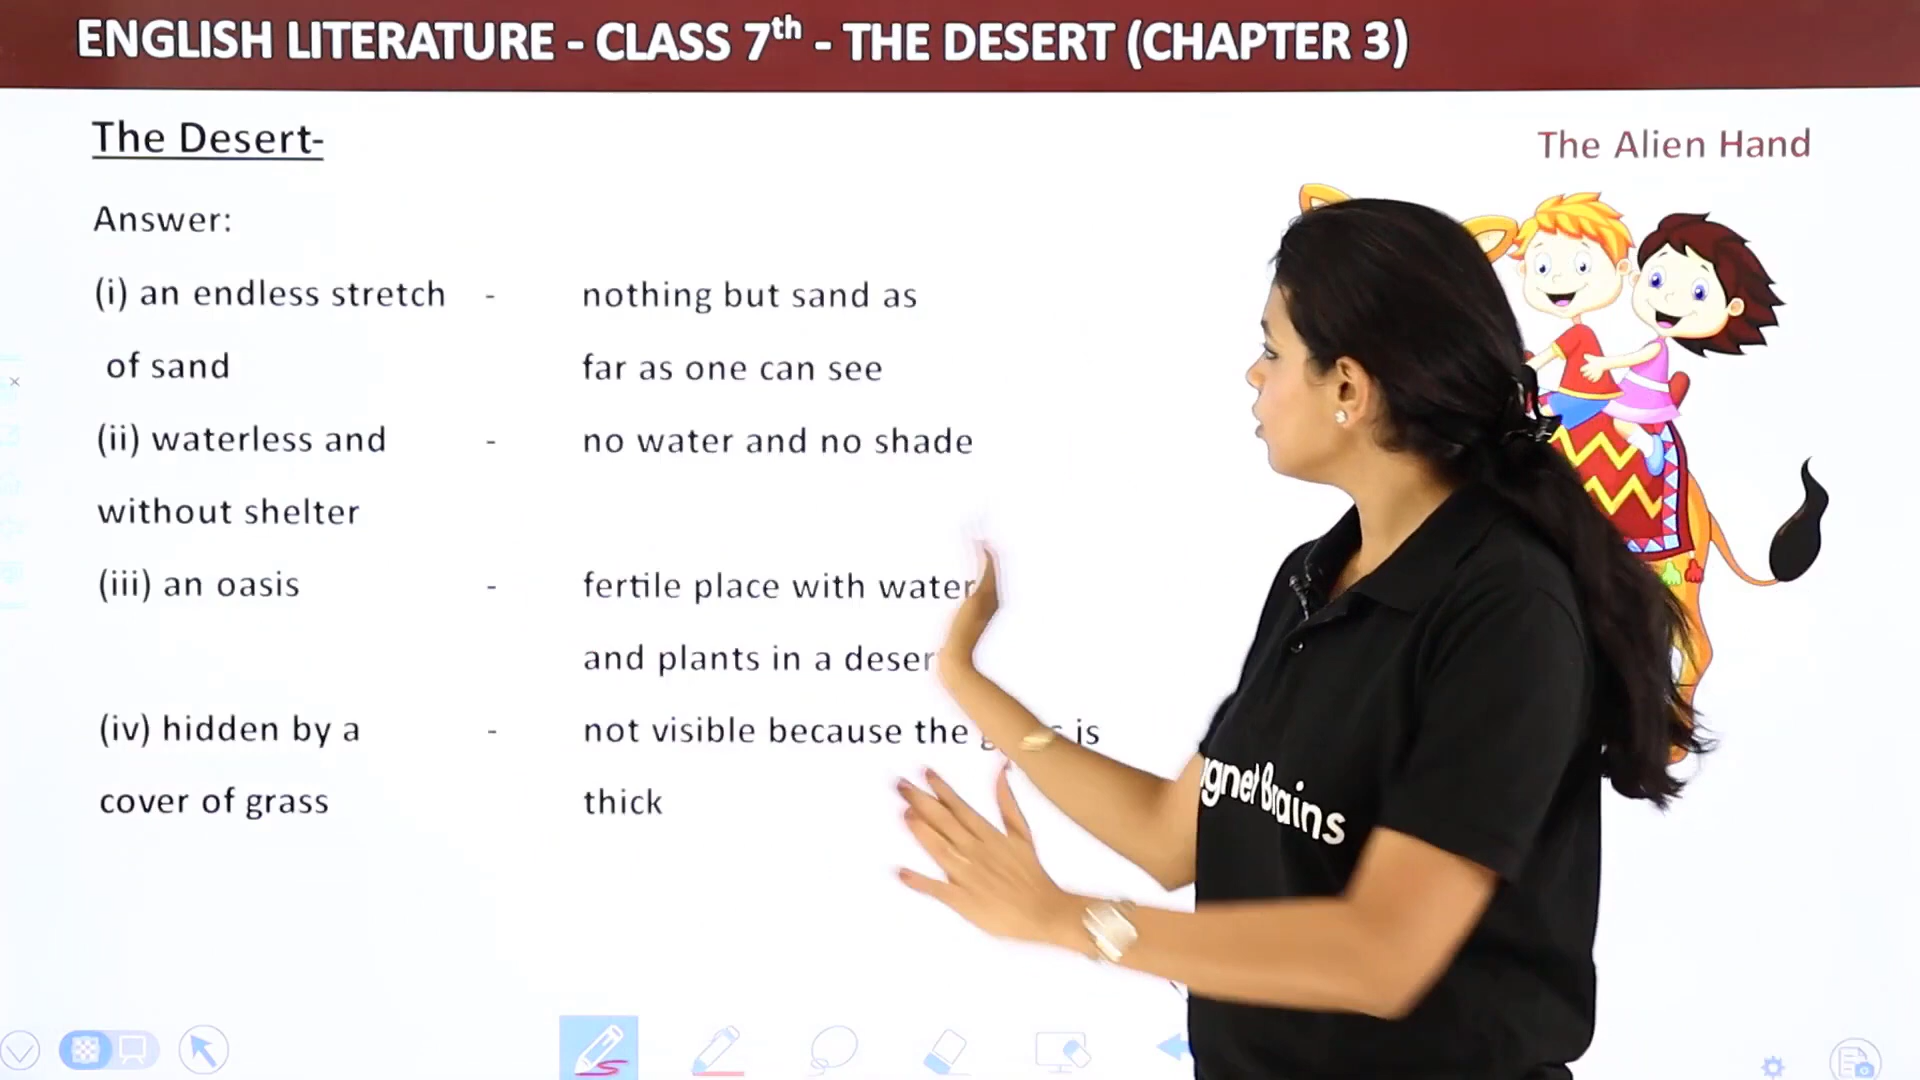 ENGLISH LITERATURE - CLASS 7th - THE DESERT (CHAPTER 3)
The Desert-
The Alien Hand
Answer:
(i) an endless stretch - nothing but sand as
of sand far as one can see
(ii) waterless and - no water and no shade
without shelter
(iii) an oasis - fertile place with water
and plants in a deser
(iv) hidden by a - not visible because the is
cover of grass thick
Brains